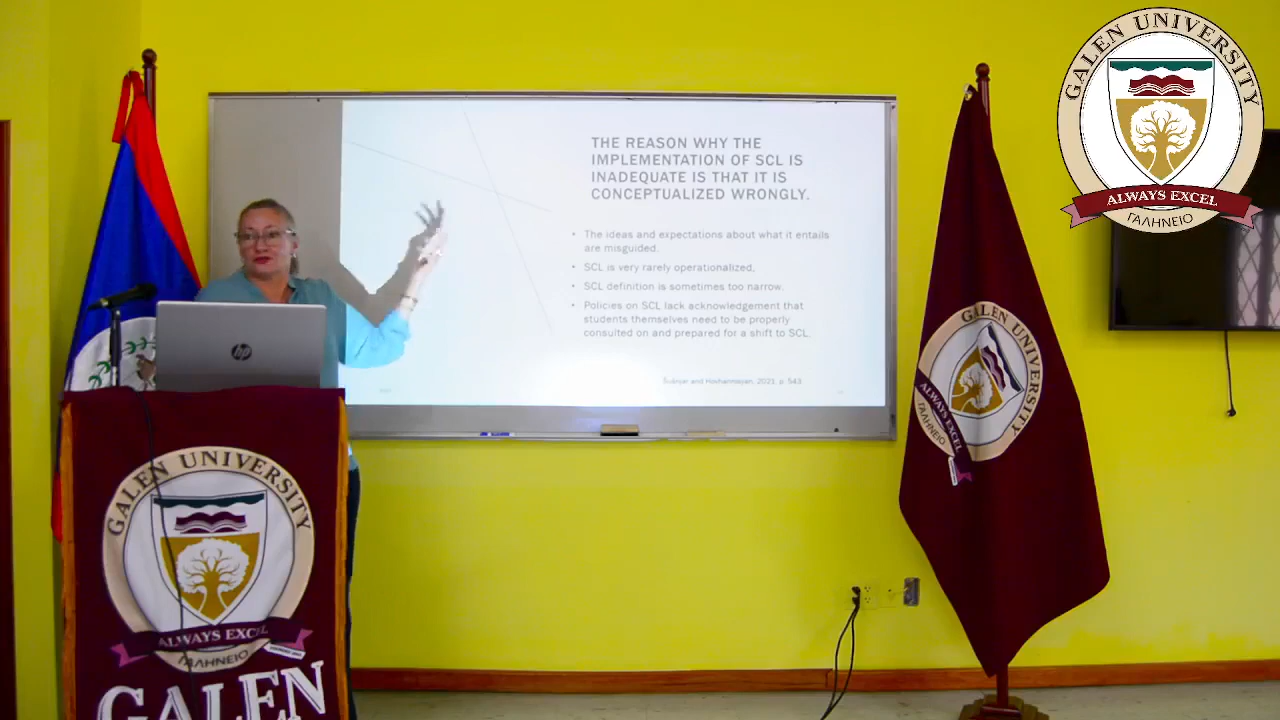 THE REASON WHY THE
IMPLEMENTATION OF SCL IS
INADEQUATE IS THAT IT IS
CONCEPTUALIZED WRONGLY.
• The ideas and expectations about what it entails
are misguided.
• SCL is very rarely operationalized.
• SCL definition is sometimes too narrow.
• Policies on SCL lack acknowledgement that
students themselves need to be properly
consulted on and prepared for a shift to SCL.
2021, p. 543
GALEN UNIVERSITY
ALWAYS EXCEL
ΓΑΛΗΝΕΙΟ
GALEN UNIVERSITY
ALWAYS EXCEL
ΓΑΛΗΝΕΙΟ
hp
GALEN UNIVERSITY
ALWAYS EXCEL
ΓΑΛΗΝΕΙΟ
GALEN